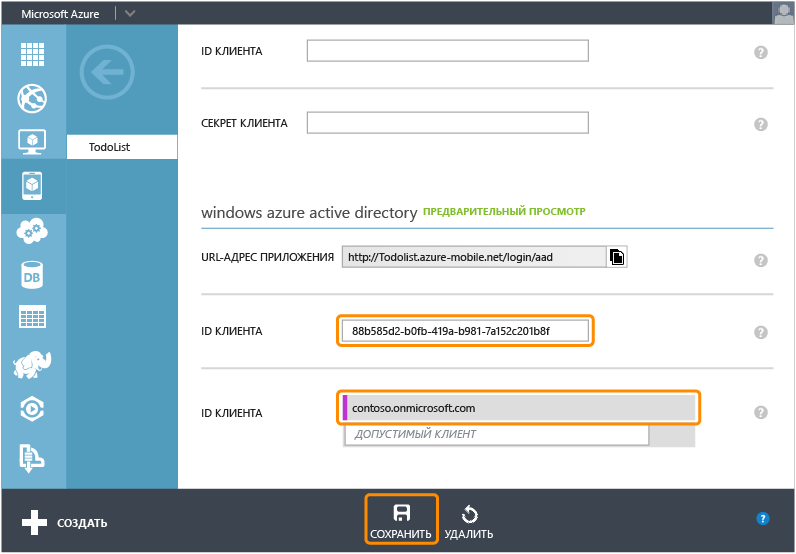 Microsoft Azure
ID КЛИЕНТА
?
СЕКРЕТ КЛИЕНТА
?
TodoList
windows azure active directory ПРЕДВАРИТЕЛЬНЫЙ ПРОСМОТР
URL-АДРЕС ПРИЛОЖЕНИЯ http://Todolist.azure-mobile.net/login/aad
?
ID КЛИЕНТА 88b585d2-b0fb-419a-b981-7a152c201b8f
?
ID КЛИЕНТА contoso.onmicrosoft.com
?
ДОПУСТИМЫЙ КЛИЕНТ
DB
СОЗДАТЬ
СОХРАНИТЬ
УДАЛИТЬ
?